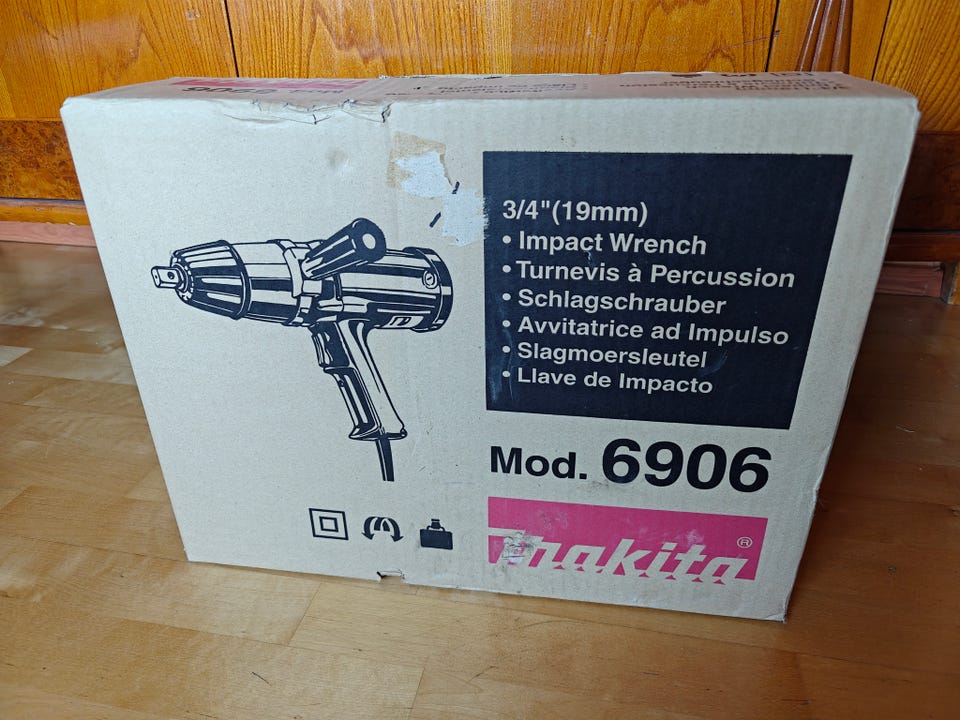 3/4"(19mm)
• Impact Wrench
• Turnevis à Percussion
• Schlagschrauber
• Avvitatrice ad Impulso
• Slagmoersleutel
• Llave de Impacto
Mod. 6906
makita ®